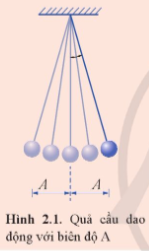 A A
Hình 2.1. Quả cầu dao
động với biên độ A